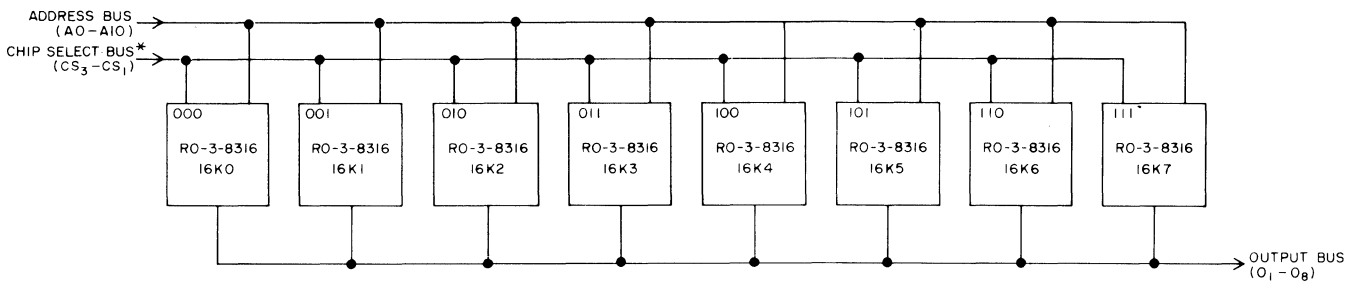 ADDRESS BUS
(A0-A10)
CHIP SELECT BUS*
(CS3-CS1)
000
RO-3-8316
16K0
001
RO-3-8316
16K1
010
RO-3-8316
16K2
011
RO-3-8316
16K3
100
RO-3-8316
16K4
101
RO-3-8316
16K5
110
RO-3-8316
16K6
111
RO-3-8316
16K7
OUTPUT BUS
(O1-O8)